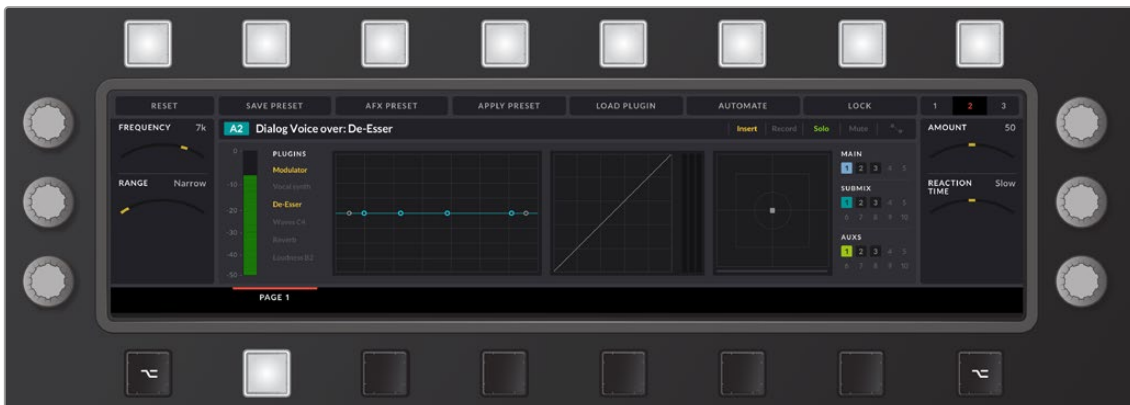 RESET SAVE PRESET AFX PRESET APPLY PRESET LOAD PLUGIN AUTOMATE LOCK 1 2 3
FREQUENCY 7k
A2 Dialog Voice over: De-Esser
Insert Record Solo Mute
AMOUNT 50
RANGE Narrow
0
-10
-20
-30
-40
-50
PLUGINS
Modulator
Vocal synth
De-Esser
Waves C4
Reverb
Loudness B2
MAIN
1 2 3 4 5
SUBMIX
1 2 3 4 5
6 7 8 9 10
AUXS
1 2 3 4 5
6 7 8 9 10
REACTION
TIME Slow
PAGE 1